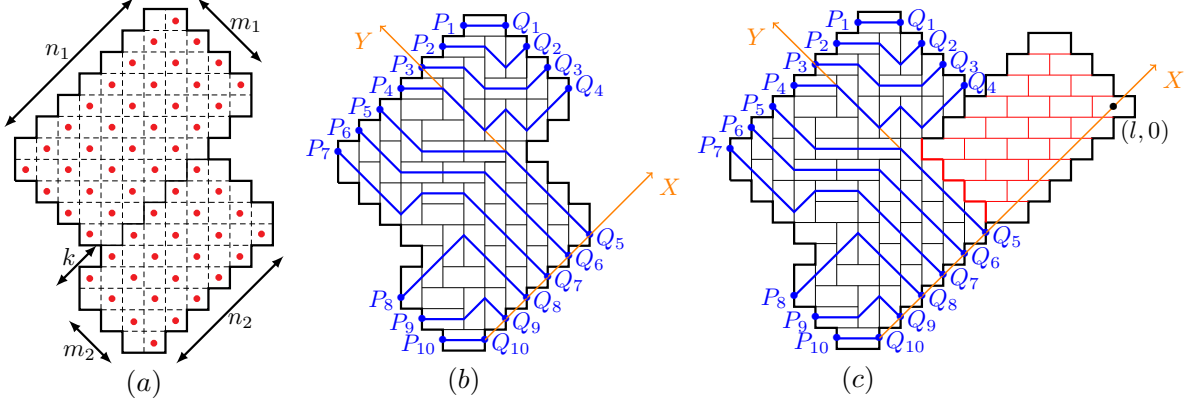 n₁
m₁
k
n₂
m₂
(a)
Y
X
P₁
Q₁
P₂
Q₂
P₃
Q₃
P₄
Q₄
P₅
P₆
P₇
Q₅
Q₆
Q₇
P₈
Q₈
P₉
Q₉
P₁₀
Q₁₀
(b)
Y
X
P₁
Q₁
P₂
Q₂
P₃
Q₃
P₄
Q₄
P₅
(l, 0)
P₆
P₇
Q₅
Q₆
Q₇
P₈
Q₈
P₉
Q₉
P₁₀
Q₁₀
(c)